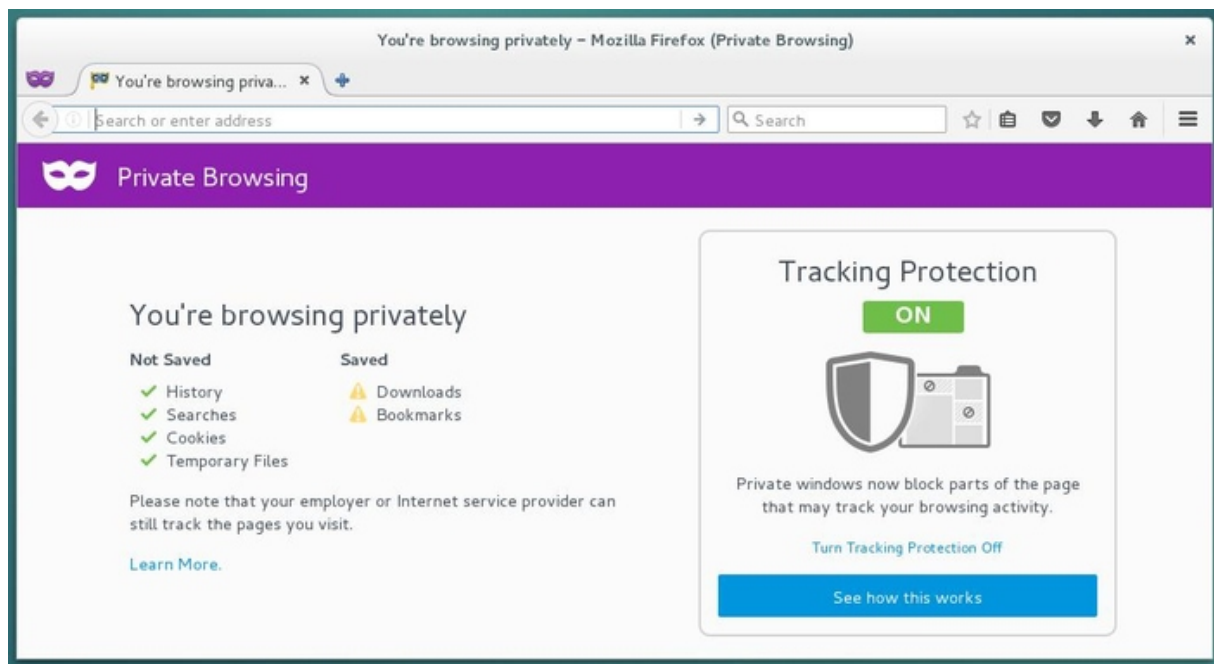 You're browsing privately – Mozilla Firefox (Private Browsing)
You're browsing priva...
Search or enter address
Search
Private Browsing
You're browsing privately
Not Saved
History
Searches
Cookies
Temporary Files
Saved
Downloads
Bookmarks
Please note that your employer or Internet service provider can
still track the pages you visit.
Learn More.
Tracking Protection
ON
Private windows now block parts of the page
that may track your browsing activity.
Turn Tracking Protection Off
See how this works